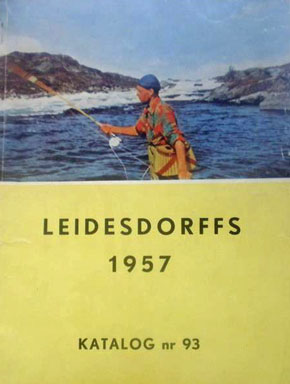 LEIDESDORFFS
1957
KATALOG nr 93